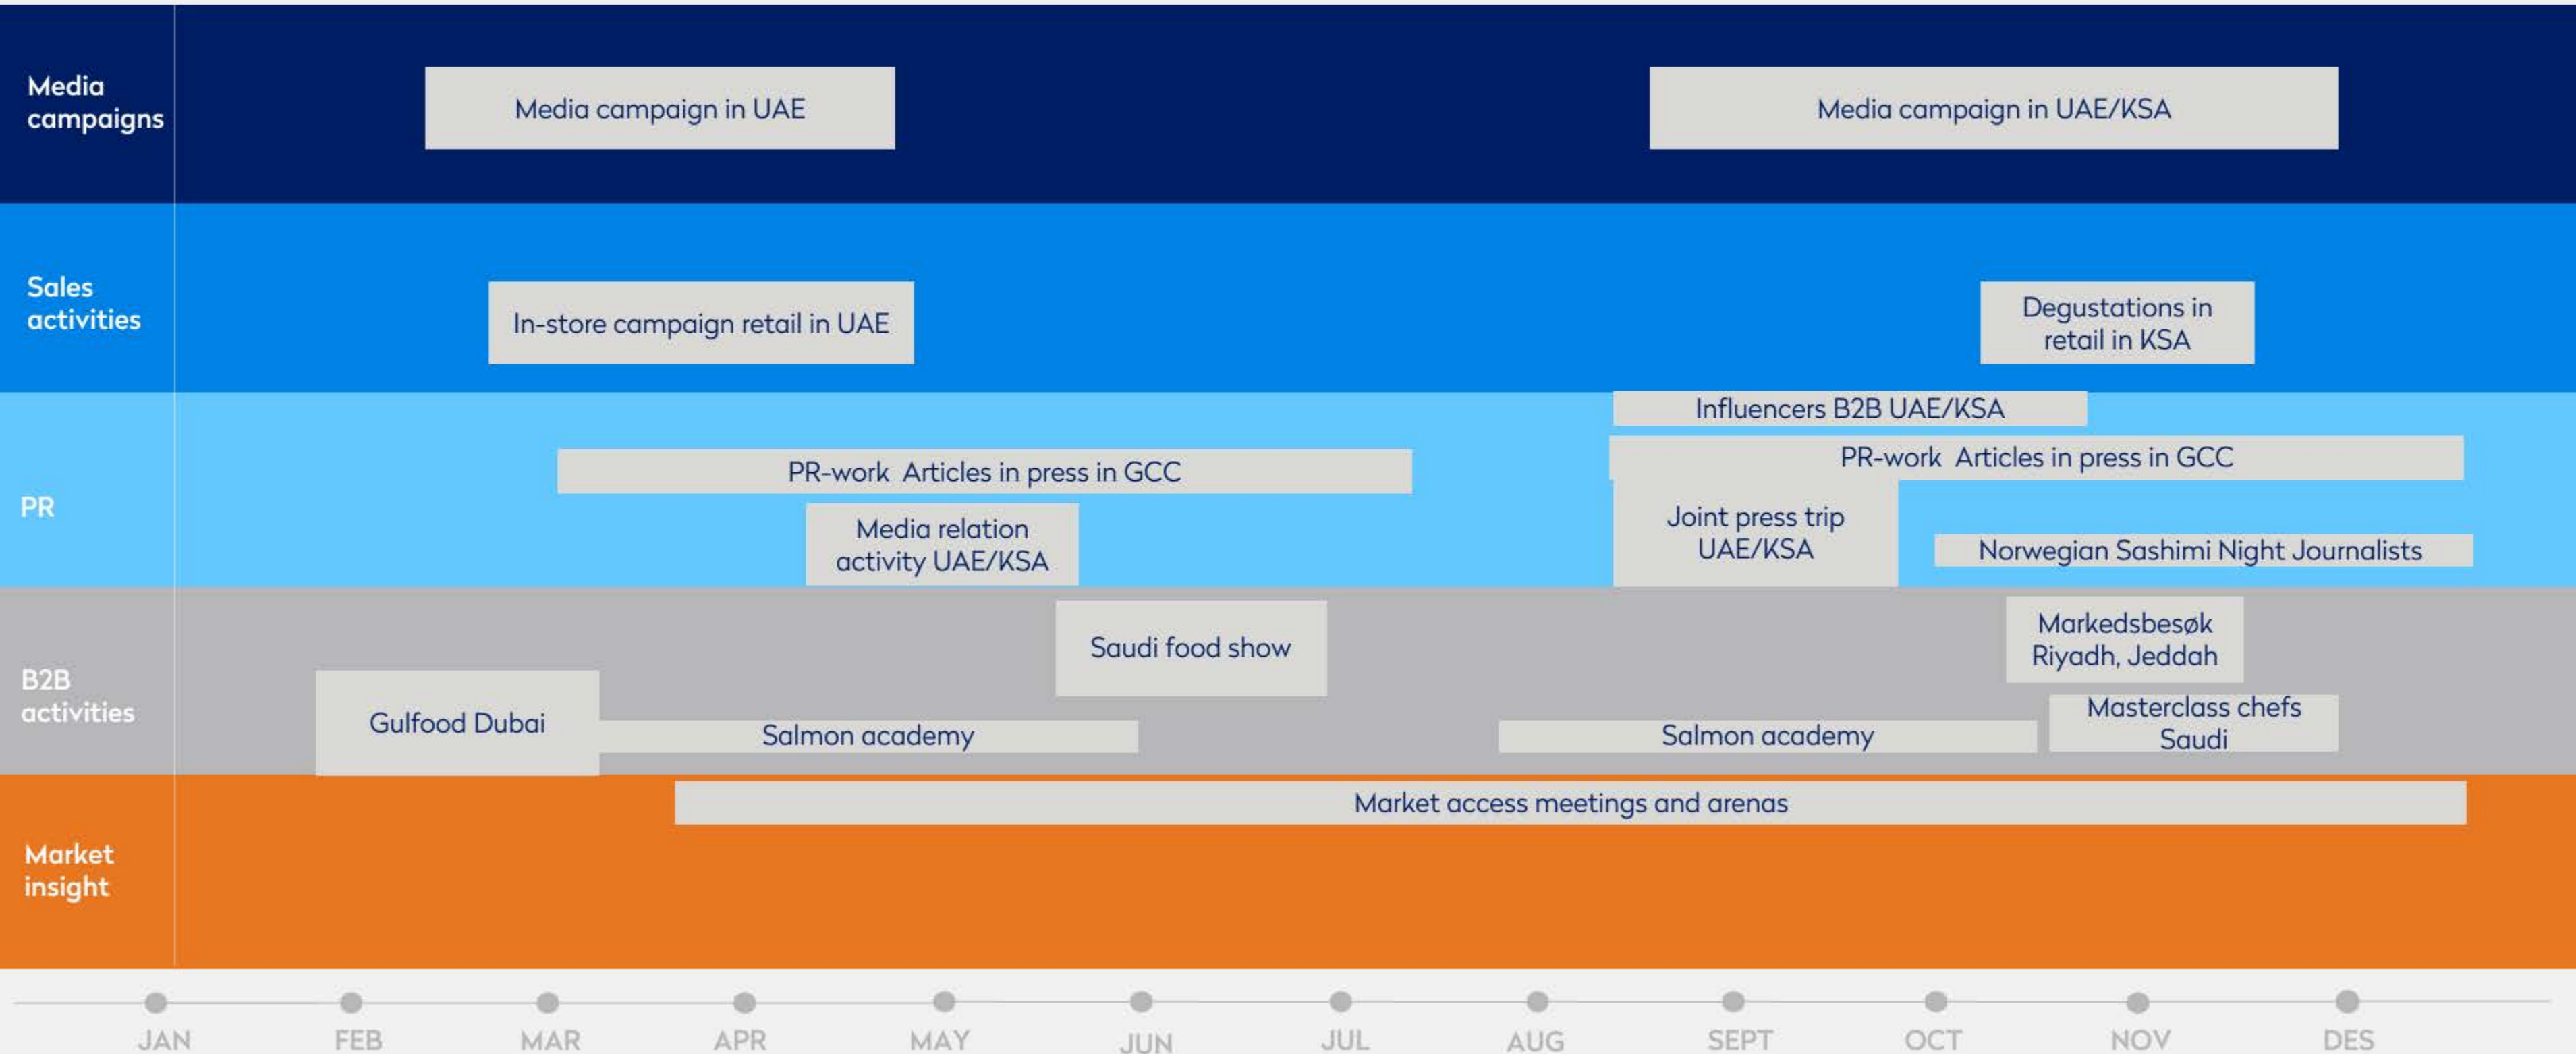 Media
campaigns
Media campaign in UAE
Media campaign in UAE/KSA
Sales
activities
In-store campaign retail in UAE
Degustations in
retail in KSA
PR
Influencers B2B UAE/KSA
PR-work Articles in press in GCC
PR-work Articles in press in GCC
Media relation
activity UAE/KSA
Joint press trip
UAE/KSA
Norwegian Sashimi Night Journalists
B2B
activities
Saudi food show
Markedsbesøk
Riyadh, Jeddah
Gulfood Dubai
Salmon academy
Salmon academy
Masterclass chefs
Saudi
Market
insight
Market access meetings and arenas
JAN FEB MAR APR MAY JUN JUL AUG SEPT OCT NOV DES